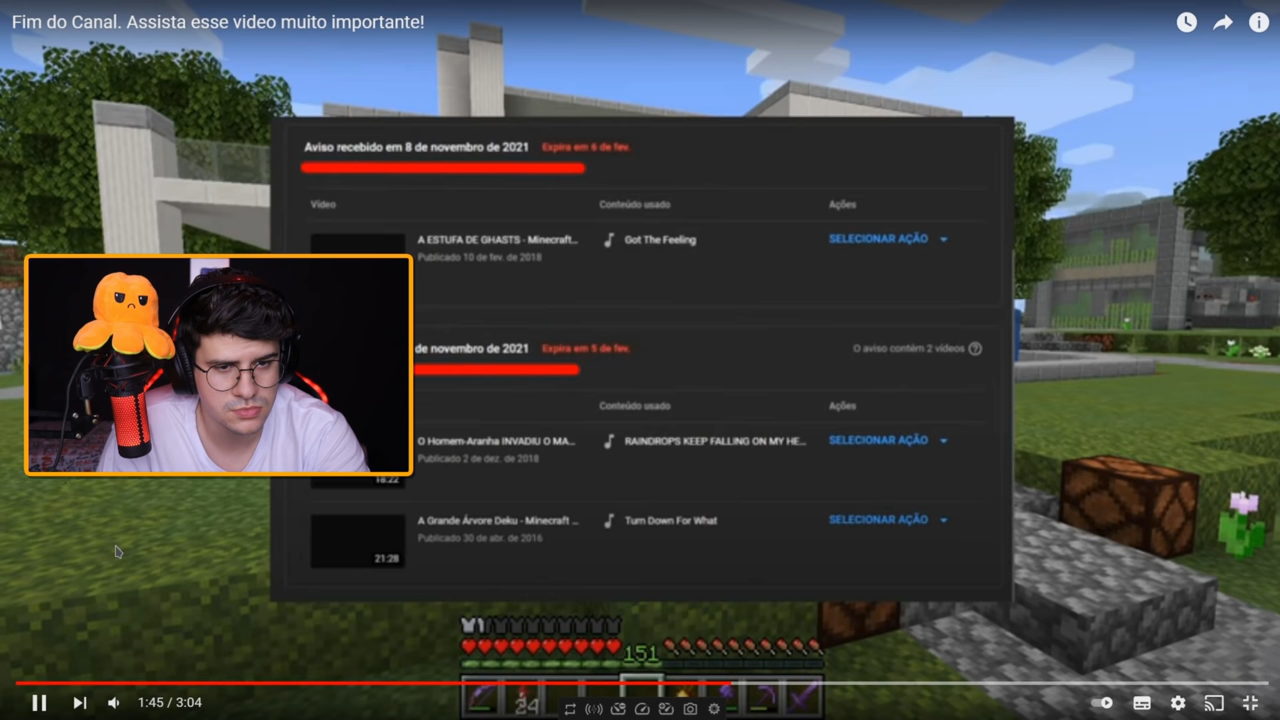 Fim do Canal. Assista esse video muito importante!
Aviso recebido em 8 de novembro de 2021 Expira em 6 de fev.
Vídeo Conteúdo usado Ações
A ESTUFA DE GHASTS - Minecraft... Got The Feeling SELECIONAR AÇÃO
Publicado 10 de fev. de 2018
de novembro de 2021 Expira em 5 de fev. O aviso contém 2 vídeos
Conteúdo usado Ações
O Homem-Aranha INVADIU O MA... RAINDROPS KEEP FALLING ON MY HE... SELECIONAR AÇÃO
Publicado 2 de dez. de 2018
18:22
A Grande Árvore Deku - Minecraft ... Turn Down For What SELECIONAR AÇÃO
Publicado 30 de abr. de 2016
21:28
151
24
1:45 / 3:04